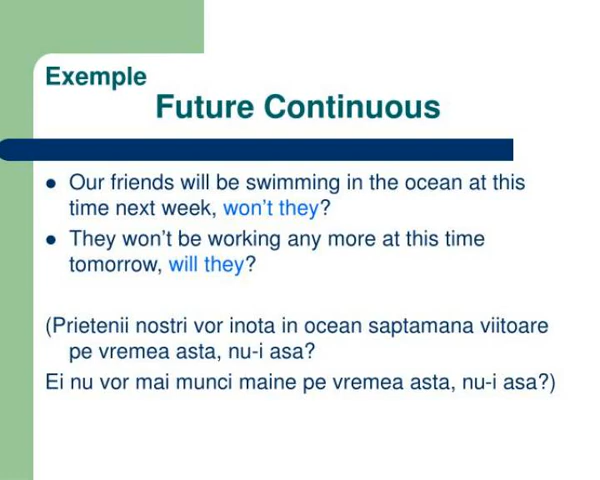 Exemple
Future Continuous
● Our friends will be swimming in the ocean at this
time next week, won't they?
● They won't be working any more at this time
tomorrow, will they?
(Prietenii nostri vor inota in ocean saptamana viitoare
pe vremea asta, nu-i asa?
Ei nu vor mai munci maine pe vremea asta, nu-i asa?)